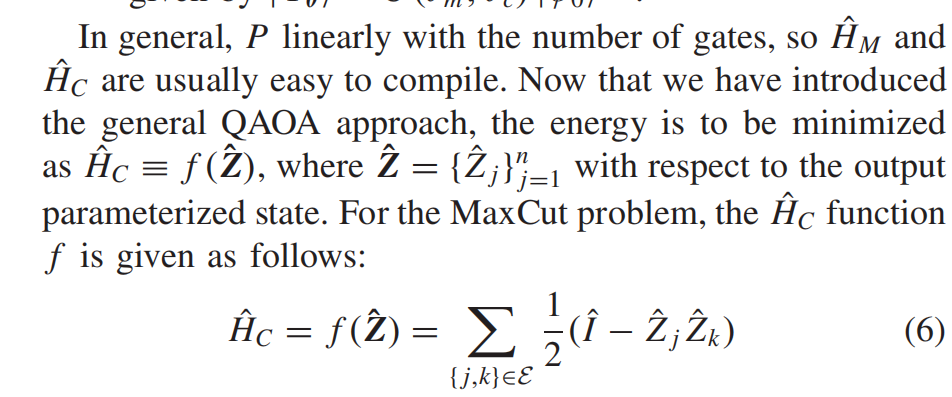 In general, P linearly with the number of gates, so Ĥ_M and
Ĥ_C are usually easy to compile. Now that we have introduced
the general QAOA approach, the energy is to be minimized
as Ĥ_C ≡ f(Ẑ), where Ẑ = {Ẑ_j}^n_{j=1} with respect to the output
parameterized state. For the MaxCut problem, the Ĥ_C function
f is given as follows:
Ĥ_C = f(Ẑ) = ∑_{{j,k}∈ℰ} 1/2 (Î − Ẑ_j Ẑ_k) (6)